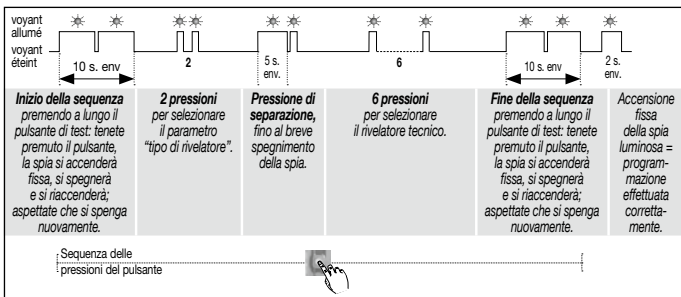 voyant
allumé
voyant
éteint
10 s. env
2
5 s.
env.
6
10 s. env
2 s.
env.
Inizio della sequenza
premendo a lungo il
pulsante di test: tenete
premuto il pulsante,
la spia si accenderà
fissa, si spegnerà
e si riaccenderà;
aspettate che si spenga
nuovamente.
2 pressioni
per selezionare
il parametro
“tipo di rivelatore”.
Pressione di
separazione,
fino al breve
spegnimento
della spia.
6 pressioni
per selezionare
il rivelatore tecnico.
Fine della sequenza
premendo a lungo il
pulsante di test: tenete
premuto il pulsante,
la spia si accenderà
fissa, si spegnerà
e si riaccenderà;
aspettate che si spenga
nuovamente.
Accensione
fissa
della spia
luminosa =
program-
mazione
effettuata
corretta-
mente.
Sequenza delle
pressioni del pulsante